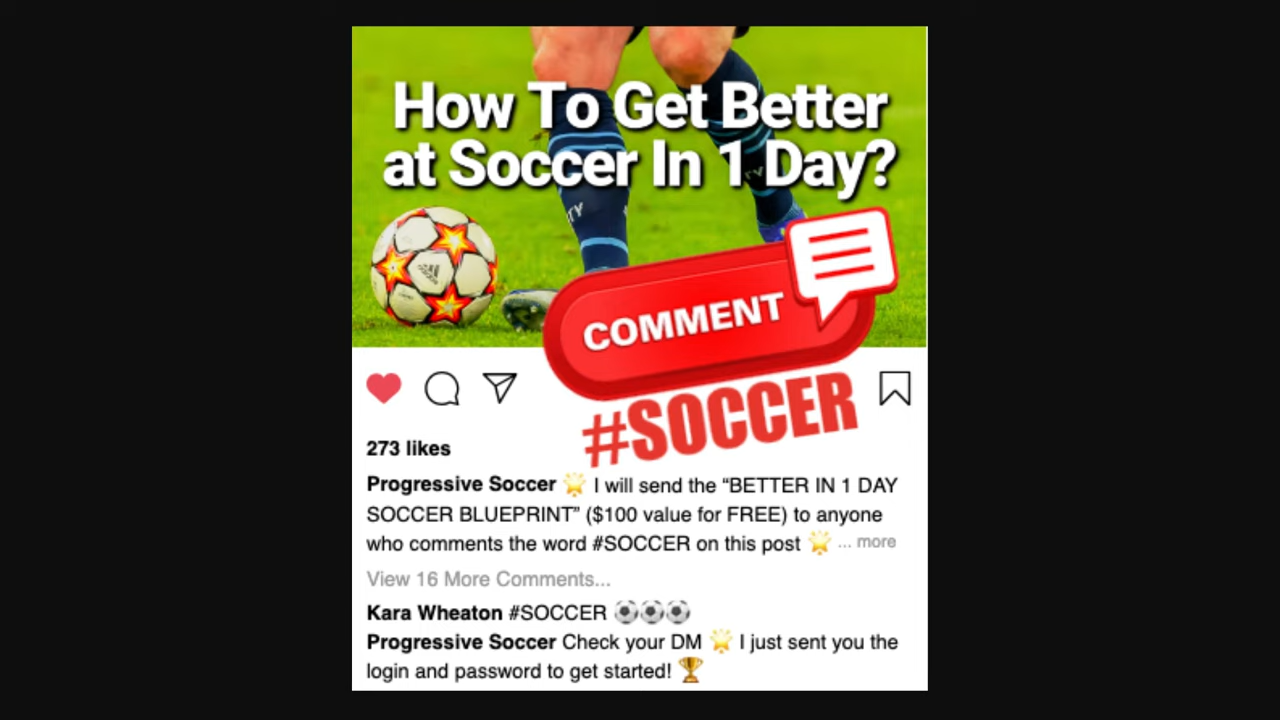 How To Get Better
at Soccer In 1 Day?
TY
adidas
COMMENT
#SOCCER
273 likes
Progressive Soccer 🌟 I will send the “BETTER IN 1 DAY
SOCCER BLUEPRINT” ($100 value for FREE) to anyone
who comments the word #SOCCER on this post 🌟 ... more
View 16 More Comments...
Kara Wheaton #SOCCER ⚽⚽⚽
Progressive Soccer Check your DM 🌟 I just sent you the
login and password to get started! 🏆